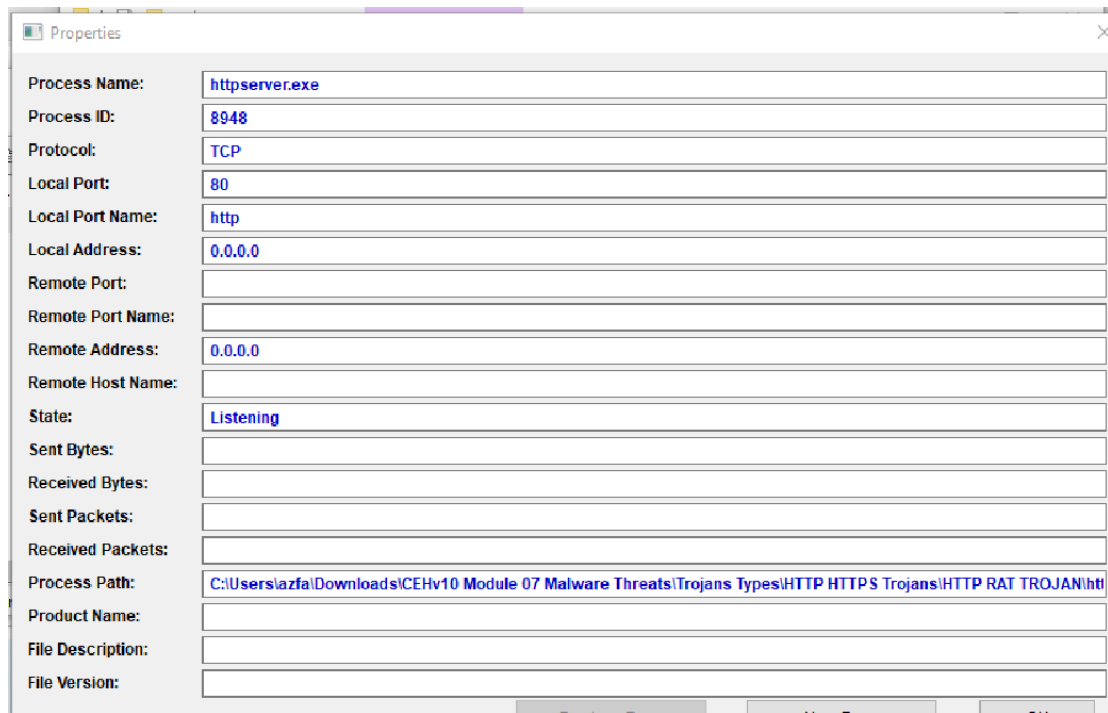 Properties
Process Name: httpserver.exe
Process ID: 8948
Protocol: TCP
Local Port: 80
Local Port Name: http
Local Address: 0.0.0.0
Remote Port:
Remote Port Name:
Remote Address: 0.0.0.0
Remote Host Name:
State: Listening
Sent Bytes:
Received Bytes:
Sent Packets:
Received Packets:
Process Path: C:\Users\azfa\Downloads\CEHv10 Module 07 Malware Threats\Trojans Types\HTTP HTTPS Trojans\HTTP RAT TROJAN\htt
Product Name:
File Description:
File Version: